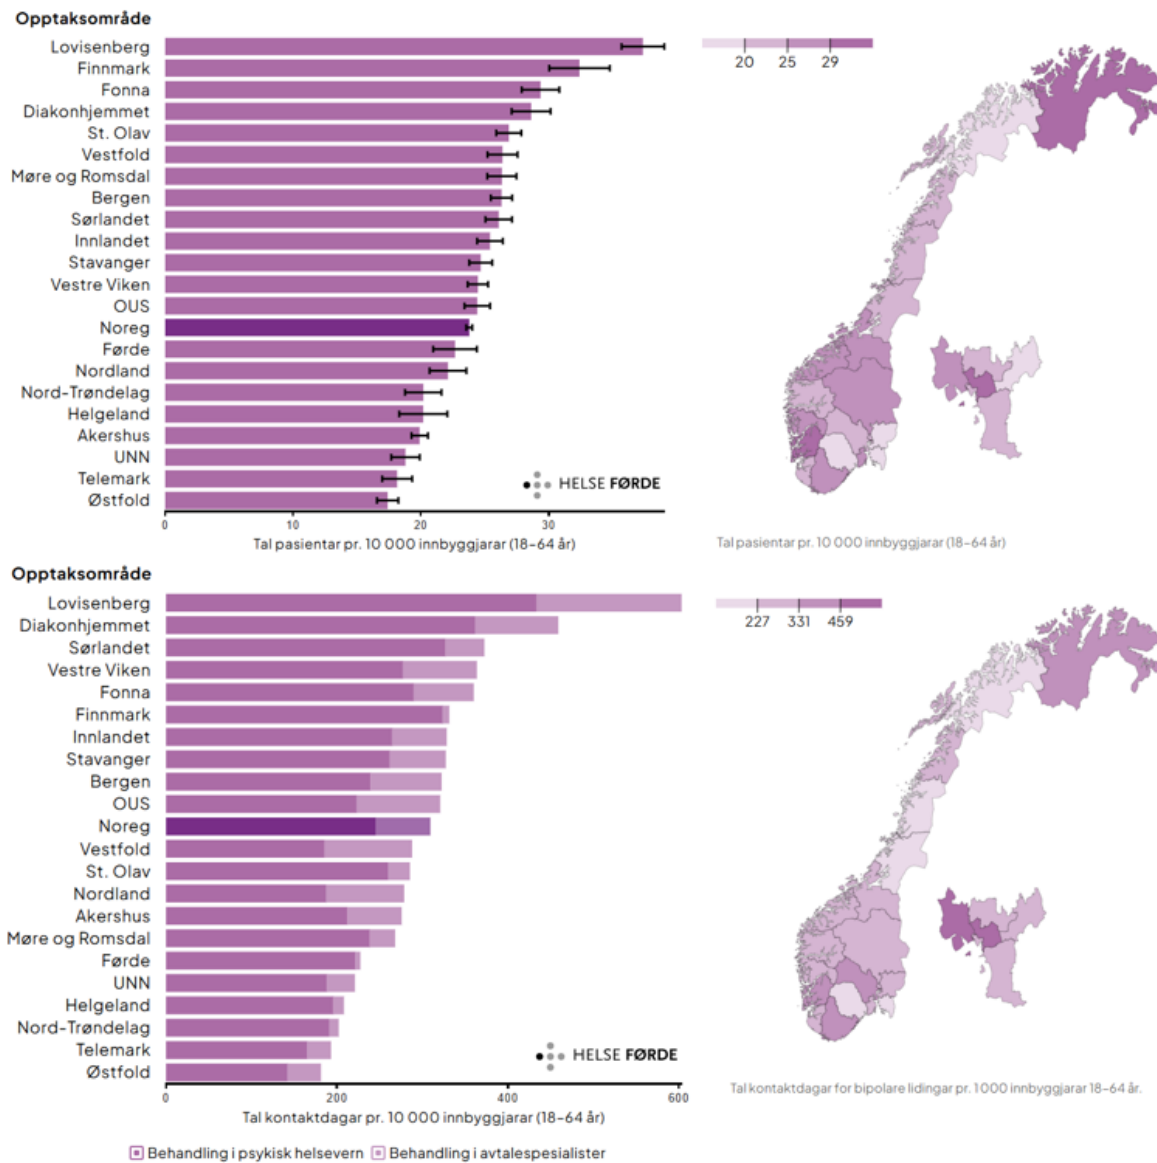 Opptaksområde
Lovisenberg
Finnmark
Fonna
Diakonhjemmet
St. Olav
Vestfold
Møre og Romsdal
Bergen
Sørlandet
Innlandet
Stavanger
Vestre Viken
OUS
Noreg
Førde
Nordland
Nord-Trøndelag
Helgeland
Akershus
UNN
Telemark
Østfold
HELSE FØRDE
0 10 20 30
Tal pasientar pr. 10 000 innbyggjarar (18–64 år)
20 25 29
Tal pasientar pr. 10 000 innbyggjarar (18–64 år)
Opptaksområde
Lovisenberg
Diakonhjemmet
Sørlandet
Vestre Viken
Fonna
Finnmark
Innlandet
Stavanger
Bergen
OUS
Noreg
Vestfold
St. Olav
Nordland
Akershus
Møre og Romsdal
Førde
UNN
Helgeland
Nord-Trøndelag
Telemark
Østfold
HELSE FØRDE
0 200 400 600
Tal kontaktdagar pr. 10 000 innbyggjarar (18–64 år)
Behandling i psykisk helsevern Behandling i avtalespesialister
227 331 459
Tal kontaktdagar for bipolare lidingar pr. 1000 innbyggjarar 18–64 år.